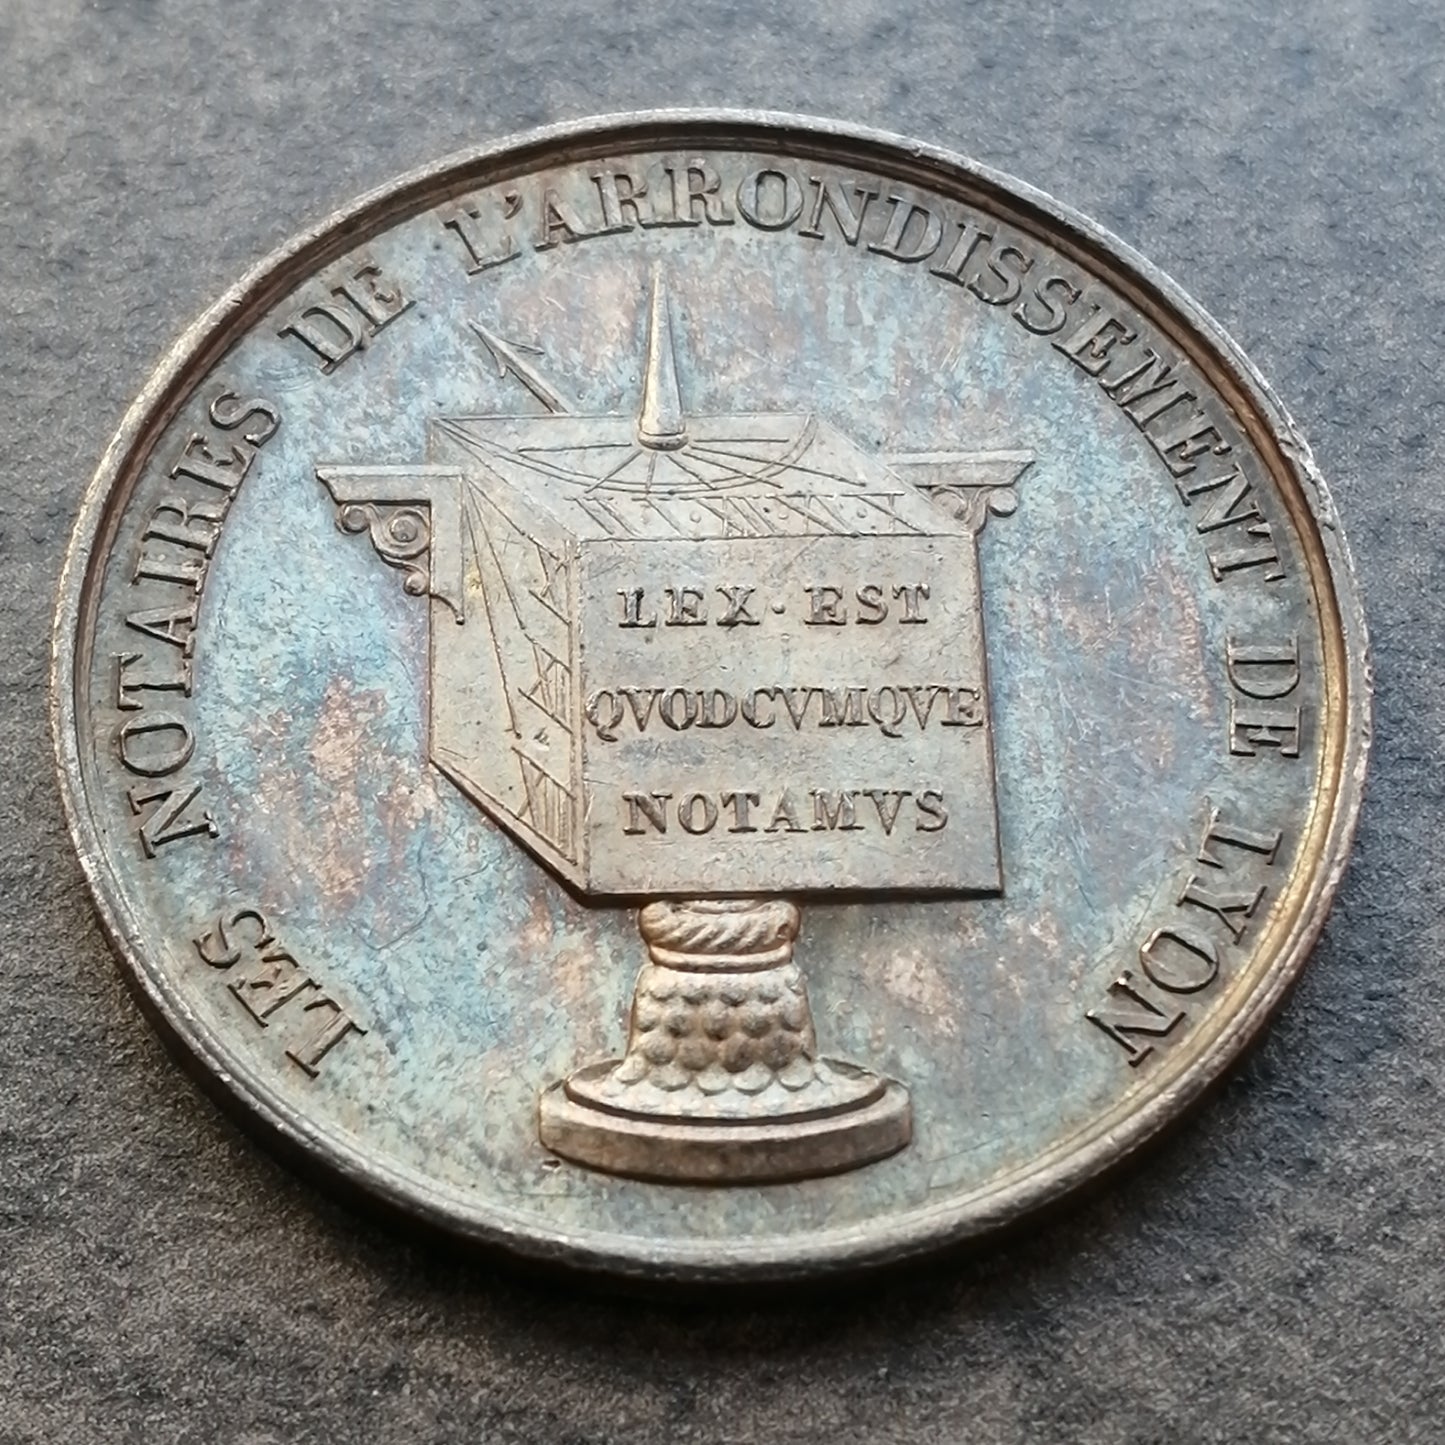 LES NOTAIRES DE L'ARRONDISSEMENT DE LYON
LEX · EST
QVODCVMQVE
NOTAMVS